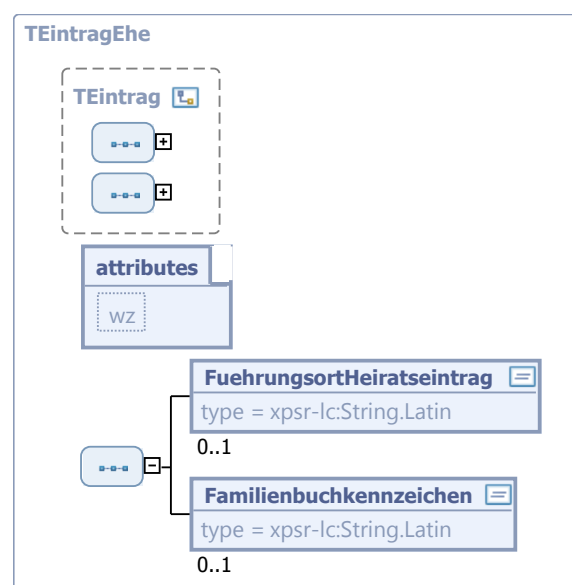 TEintragEhe
TEintrag
attributes
wz
FuehrungsortHeiratseintrag
type = xpsr-lc:String.Latin
0..1
Familienbuchkennzeichen
type = xpsr-lc:String.Latin
0..1